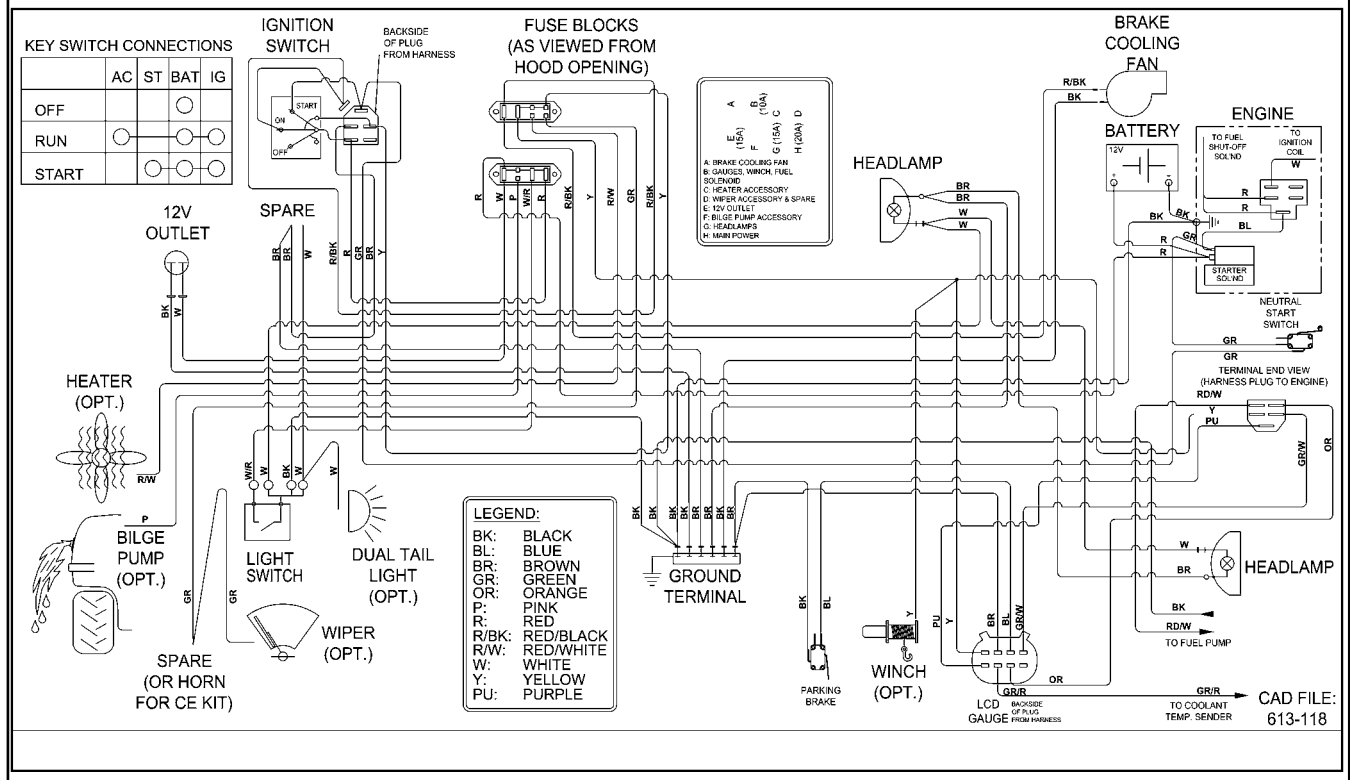 IGNITION
SWITCH
BACKSIDE
OF PLUG
FROM HARNESS
FUSE BLOCKS
(AS VIEWED FROM
HOOD OPENING)
BRAKE
COOLING
FAN
R/BK
BK
KEY SWITCH CONNECTIONS
AC ST BAT IG
OFF
RUN
START
START
ON
OFF
A
B
(10A)
E
(15A)
F
G (15A) C
H (20A) D
A: BRAKE COOLING FAN
B: GAUGES, WINCH, FUEL
SOLENOID
C: HEATER ACCESSORY
D: WIPER ACCESSORY & SPARE
E: 12V OUTLET
F: BILGE PUMP ACCESSORY
G: HEADLAMPS
H: MAIN POWER
BATTERY
12V
+
-
ENGINE
TO FUEL
SHUT-OFF
SOL'ND
TO
IGNITION
COIL
W
R
R
BL
BK
BK
GR
R
R
STARTER
SOL'ND
HEADLAMP
BR
BR
W
W
R
W
P
W/R
R
R/BK
Y
R/W
GR
R/BK
Y
12V
OUTLET
BK
W
SPARE
BR
BR
W
R/BK
R
GR
BR
Y
NEUTRAL
START
SWITCH
GR
GR
TERMINAL END VIEW
(HARNESS PLUG TO ENGINE)
RD/W
Y
PU
GR/W
OR
HEATER
(OPT.)
R/W
P
BILGE
PUMP
(OPT.)
W/R
W
BK
W
W
LIGHT
SWITCH
DUAL TAIL
LIGHT
(OPT.)
GR
GR
WIPER
(OPT.)
SPARE
(OR HORN
FOR CE KIT)
LEGEND:
BK: BLACK
BL: BLUE
BR: BROWN
GR: GREEN
OR: ORANGE
P: PINK
R: RED
R/BK: RED/BLACK
R/W: RED/WHITE
W: WHITE
Y: YELLOW
PU: PURPLE
BK
BK
BK
BR
BR
BK
BR
GROUND
TERMINAL
BK
BL
PARKING
BRAKE
Y
WINCH
(OPT.)
PU
Y
BR
BL
GR/W
OR
GR/R
LCD
GAUGE
BACKSIDE
OF PLUG
FROM HARNESS
GR/R
TO COOLANT
TEMP. SENDER
W
BR
HEADLAMP
BK
RD/W
TO FUEL PUMP
CAD FILE:
613-118